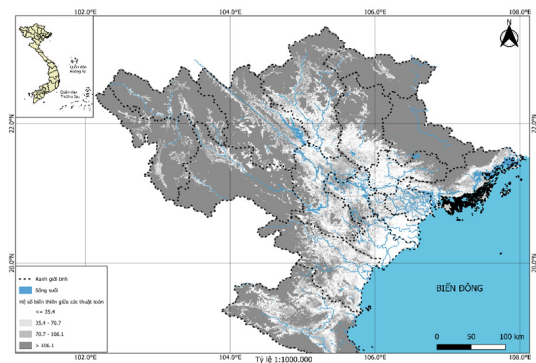 102.0°E 104.0°E 106.0°E 108.0°E
N
Quần đảo
Hoàng Sa
Quần đảo
Trường Sa
22.0°N
22.0°N
20.0°N
20.0°N
Ranh giới tỉnh
Sông suối
Hệ số biến thiên giữa các thuật toán
<= 35.4
35.4 - 70.7
70.7 - 106.1
> 106.1
BIỂN ĐÔNG
0 50 100 km
102.0°E 104.0°E 106.0°E 108.0°E
Tỷ lệ 1:1000.000